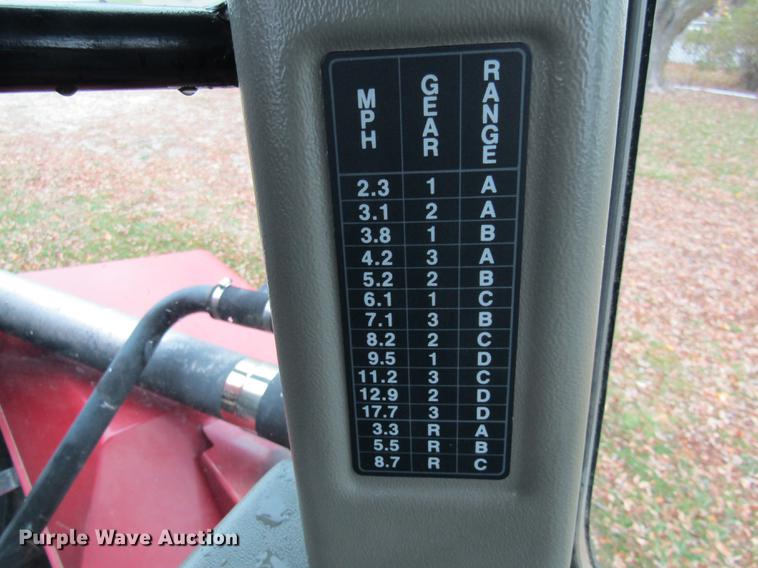 MPH GEAR RANGE
2.3 1 A
3.1 2 A
3.8 1 B
4.2 3 A
5.2 2 B
6.1 1 C
7.1 3 B
8.2 2 C
9.5 1 D
11.2 3 C
12.9 2 D
17.7 3 D
3.3 R A
5.5 R B
8.7 R C
Purple Wave Auction